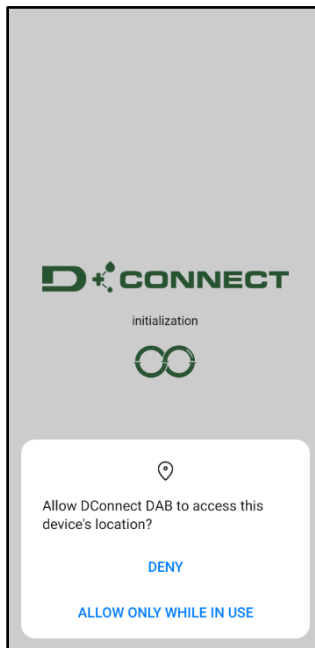 D CONNECT
initialization
Allow DConnect DAB to access this
device's location?
DENY
ALLOW ONLY WHILE IN USE